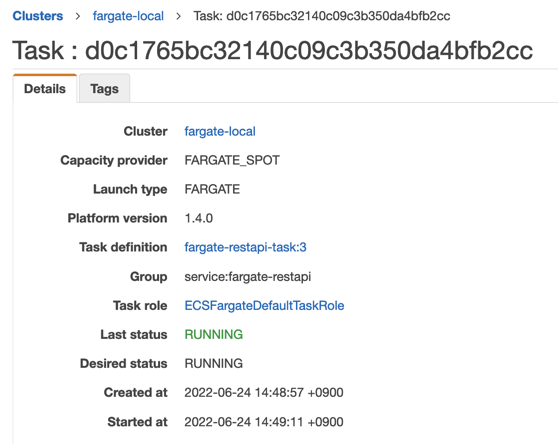 Clusters > fargate-local > Task: d0c1765bc32140c09c3b350da4bfb2cc
Task : d0c1765bc32140c09c3b350da4bfb2cc
Details Tags
Cluster fargate-local
Capacity provider FARGATE_SPOT
Launch type FARGATE
Platform version 1.4.0
Task definition fargate-restapi-task:3
Group service:fargate-restapi
Task role ECSFargateDefaultTaskRole
Last status RUNNING
Desired status RUNNING
Created at 2022-06-24 14:48:57 +0900
Started at 2022-06-24 14:49:11 +0900